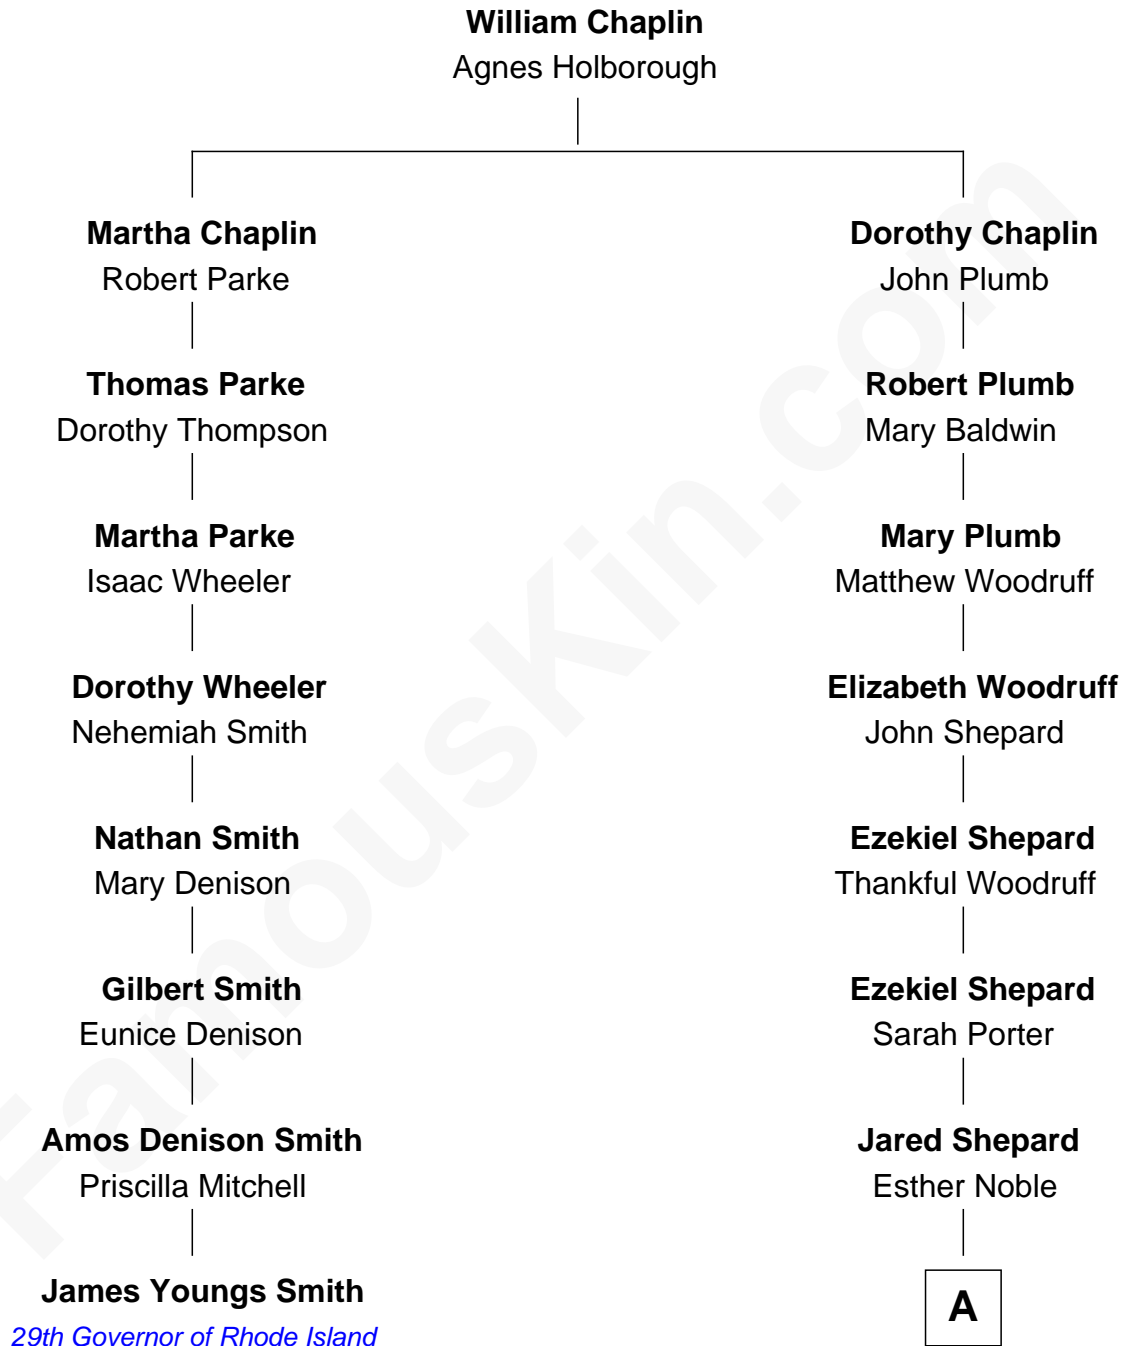 William Chaplin
Agnes Holborough
Martha Chaplin
Robert Parke
Dorothy Chaplin
John Plumb
Thomas Parke
Dorothy Thompson
Robert Plumb
Mary Baldwin
Martha Parke
Isaac Wheeler
Mary Plumb
Matthew Woodruff
Dorothy Wheeler
Nehemiah Smith
Elizabeth Woodruff
John Shepard
Nathan Smith
Mary Denison
Ezekiel Shepard
Thankful Woodruff
Gilbert Smith
Eunice Denison
Ezekiel Shepard
Sarah Porter
Amos Denison Smith
Priscilla Mitchell
Jared Shepard
Esther Noble
James Youngs Smith
29th Governor of Rhode Island
A
FamousKin.com